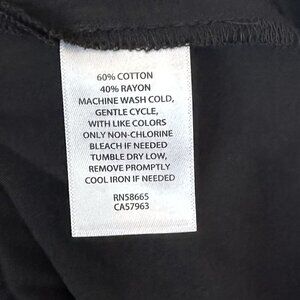 60% COTTON
40% RAYON
MACHINE WASH COLD,
GENTLE CYCLE,
WITH LIKE COLORS
ONLY NON-CHLORINE
BLEACH IF NEEDED
TUMBLE DRY LOW,
REMOVE PROMPTLY
COOL IRON IF NEEDED
RN58665
CA57963